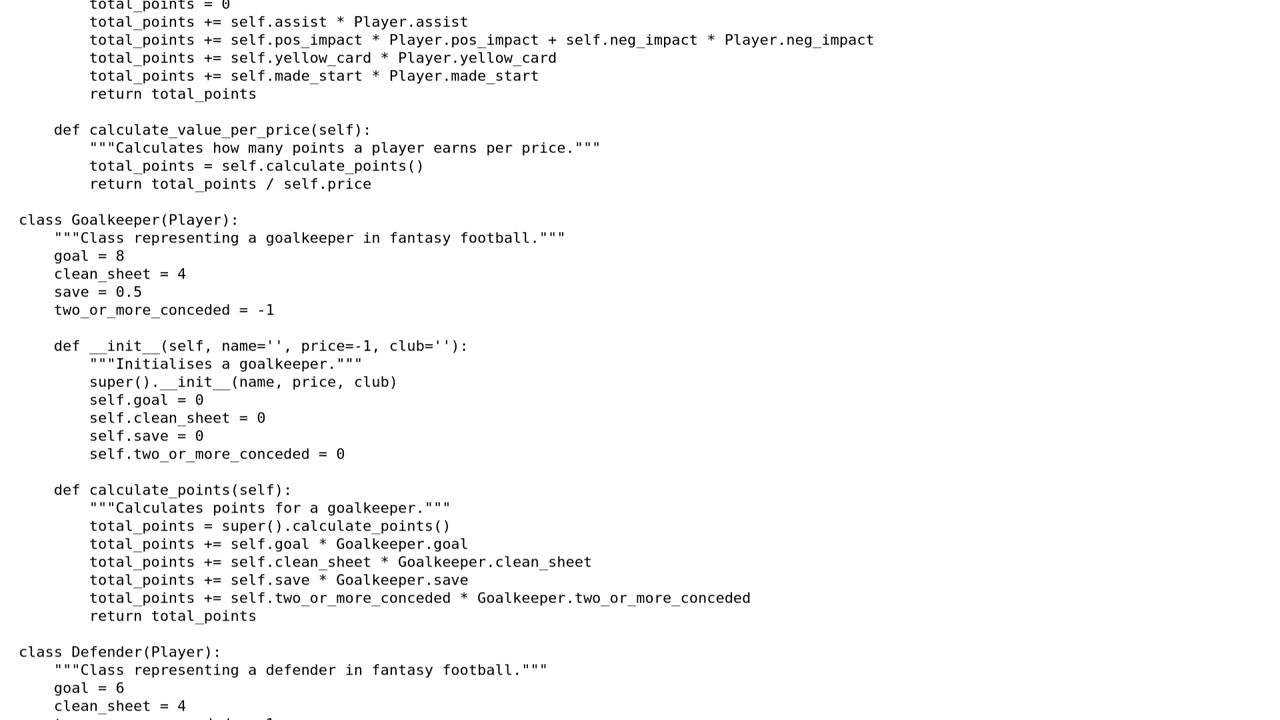 total_points = 0
        total_points += self.assist * Player.assist
        total_points += self.pos_impact * Player.pos_impact + self.neg_impact * Player.neg_impact
        total_points += self.yellow_card * Player.yellow_card
        total_points += self.made_start * Player.made_start
        return total_points

    def calculate_value_per_price(self):
        """Calculates how many points a player earns per price."""
        total_points = self.calculate_points()
        return total_points / self.price

class Goalkeeper(Player):
    """Class representing a goalkeeper in fantasy football."""
    goal = 8
    clean_sheet = 4
    save = 0.5
    two_or_more_conceded = -1

    def __init__(self, name='', price=-1, club=''):
        """Initialises a goalkeeper."""
        super().__init__(name, price, club)
        self.goal = 0
        self.clean_sheet = 0
        self.save = 0
        self.two_or_more_conceded = 0

    def calculate_points(self):
        """Calculates points for a goalkeeper."""
        total_points = super().calculate_points()
        total_points += self.goal * Goalkeeper.goal
        total_points += self.clean_sheet * Goalkeeper.clean_sheet
        total_points += self.save * Goalkeeper.save
        total_points += self.two_or_more_conceded * Goalkeeper.two_or_more_conceded
        return total_points

class Defender(Player):
    """Class representing a defender in fantasy football."""
    goal = 6
    clean_sheet = 4